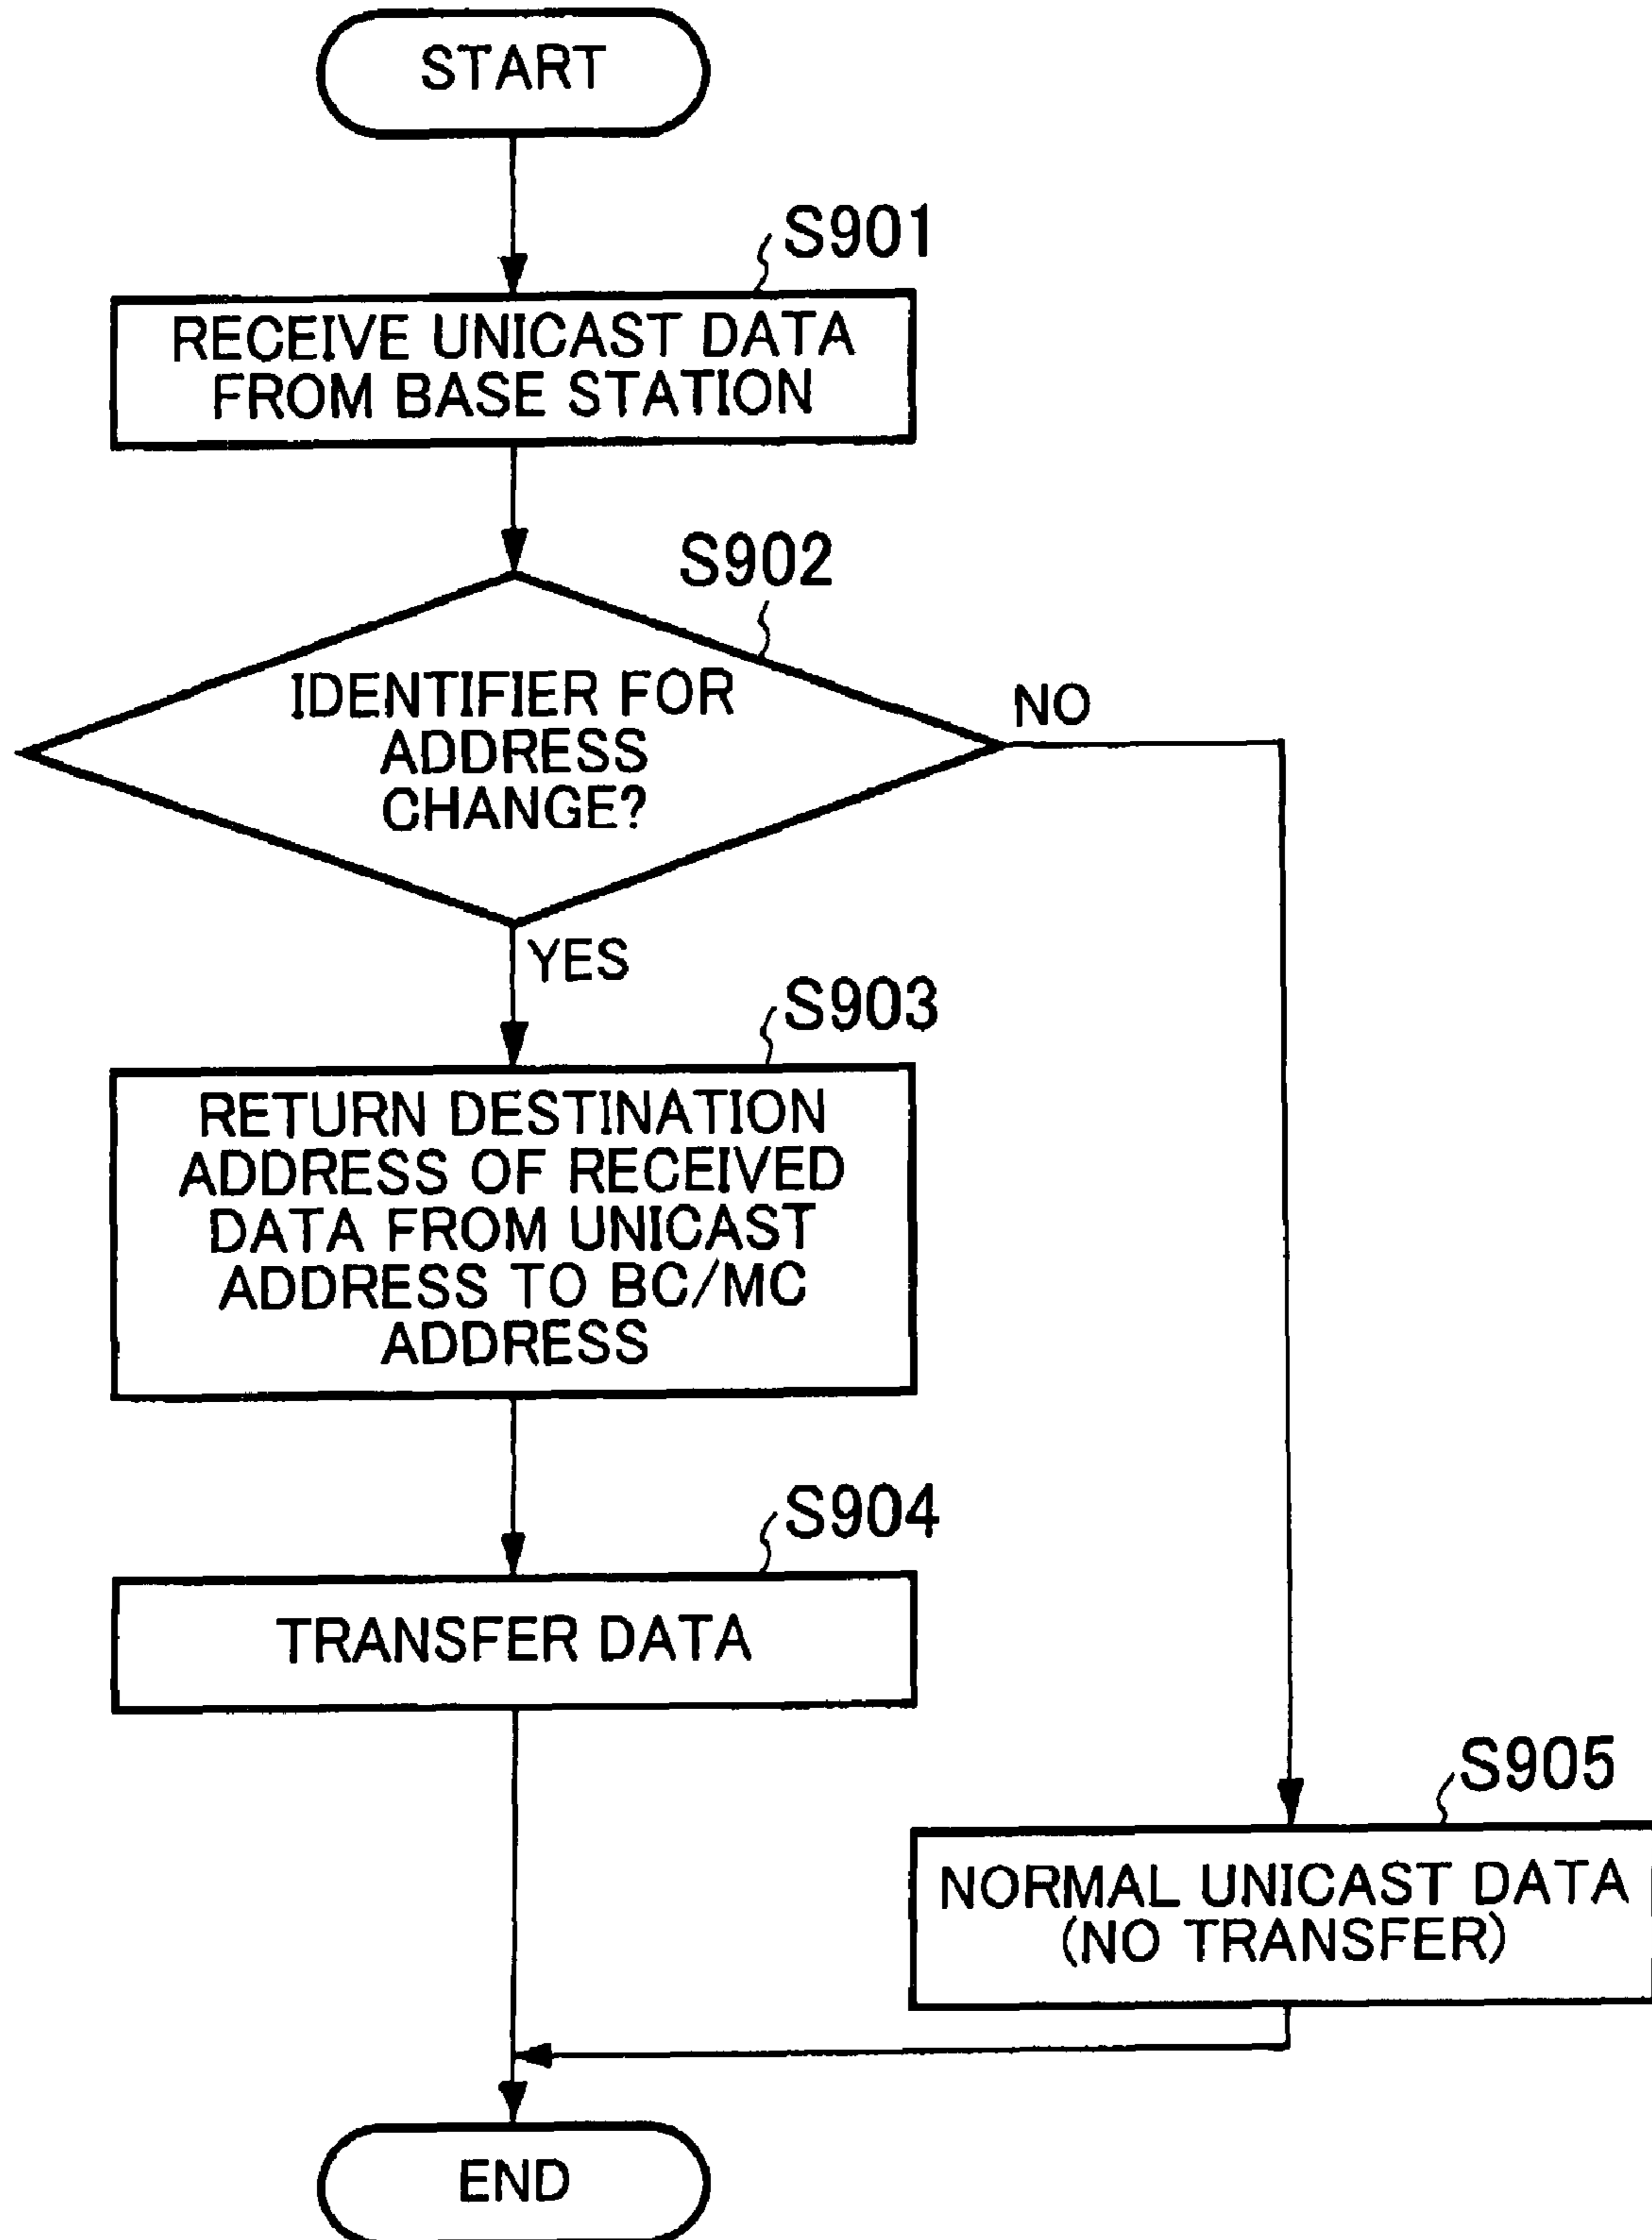 START
S901
RECEIVE UNICAST DATA
FROM BASE STATION
S902
IDENTIFIER FOR
ADDRESS
CHANGE?
NO
YES
S903
RETURN DESTINATION
ADDRESS OF RECEIVED
DATA FROM UNICAST
ADDRESS TO BC/MC
ADDRESS
S904
TRANSFER DATA
S905
NORMAL UNICAST DATA
(NO TRANSFER)
END